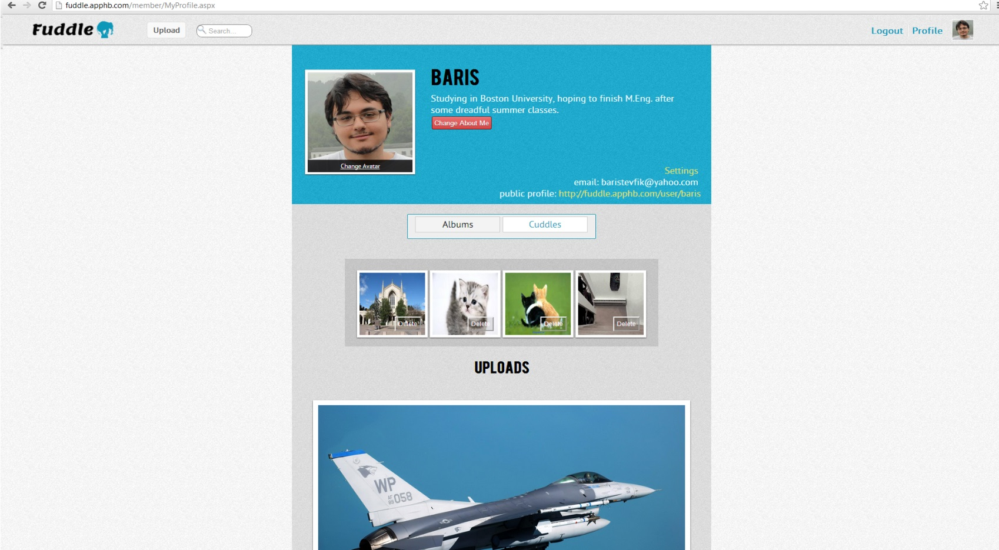 fuddle.apphb.com/member/MyProfile.aspx
Fuddle
Upload
Search...
Logout
Profile
BARIS
Studying in Boston University, hoping to finish M.Eng. after
some dreadful summer classes.
Change About Me
Change Avatar
Settings
email: baristevfik@yahoo.com
public profile: http://fuddle.apphb.com/user/baris
Albums
Cuddles
Delete
Delete
Delete
Delete
UPLOADS
WP
AF
89 058